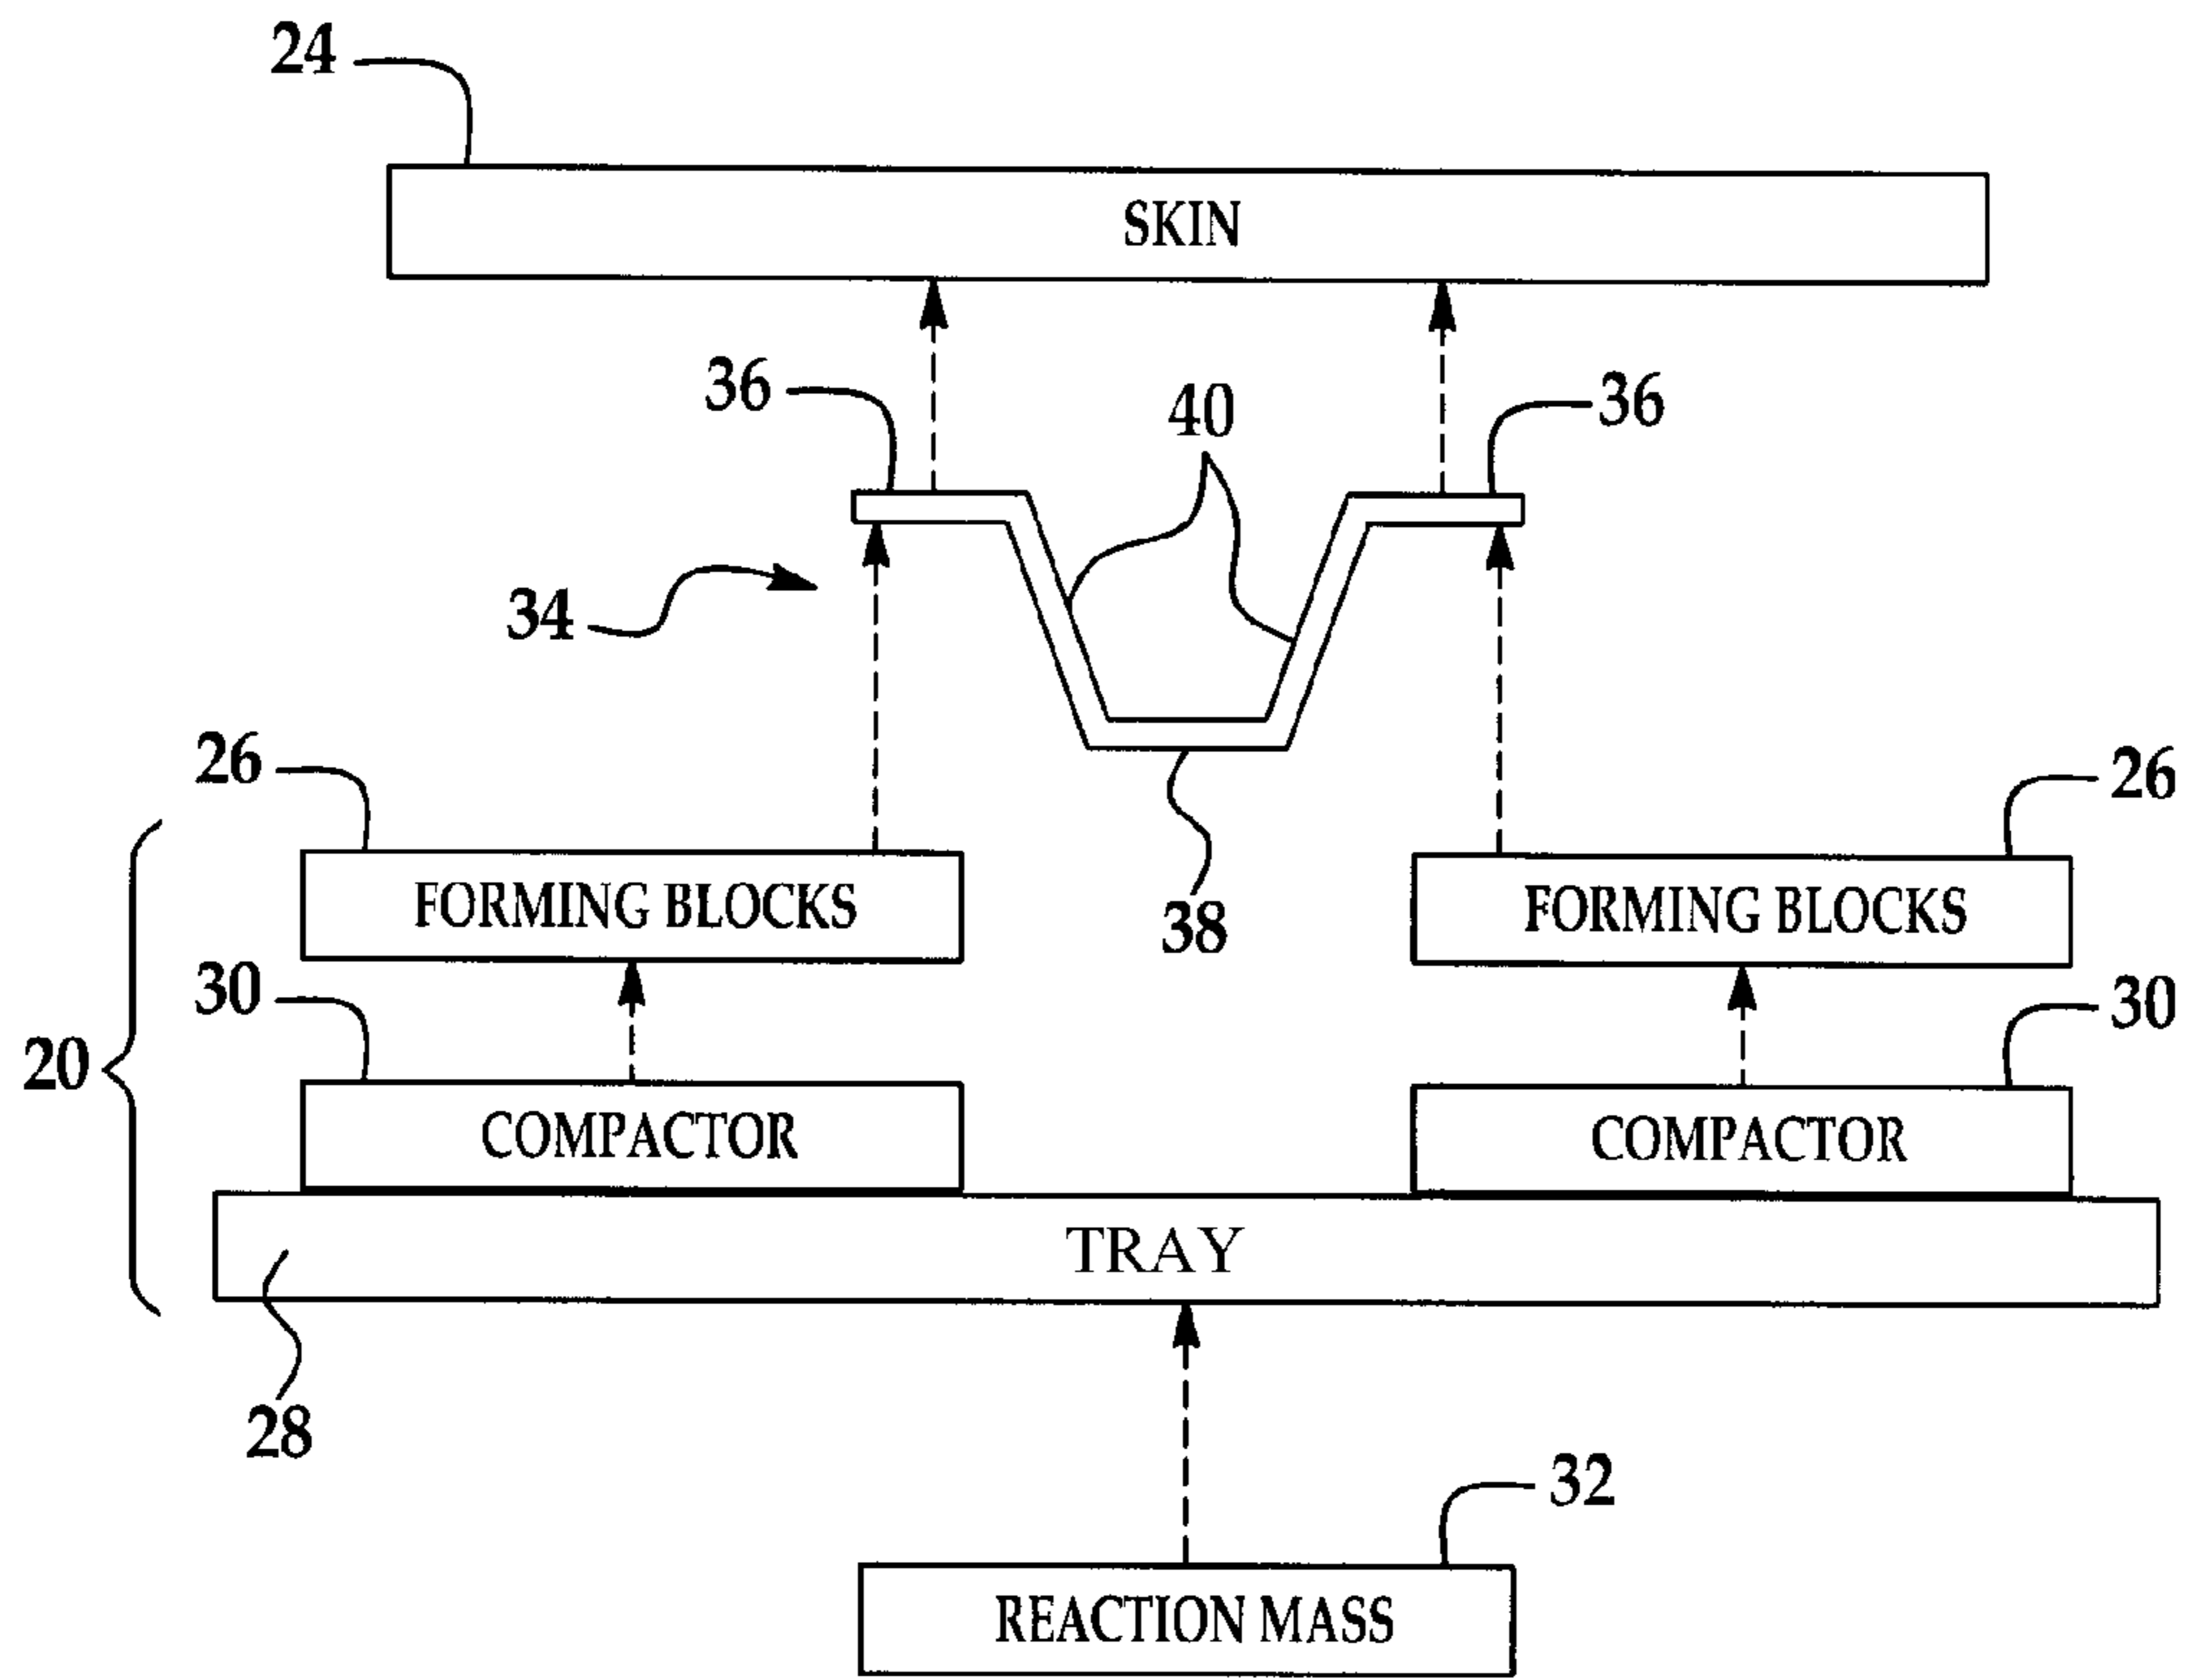 24
SKIN
36
40
36
34
26
26
FORMING BLOCKS
FORMING BLOCKS
38
30
30
20
COMPACTOR
COMPACTOR
TRAY
28
32
REACTION MASS